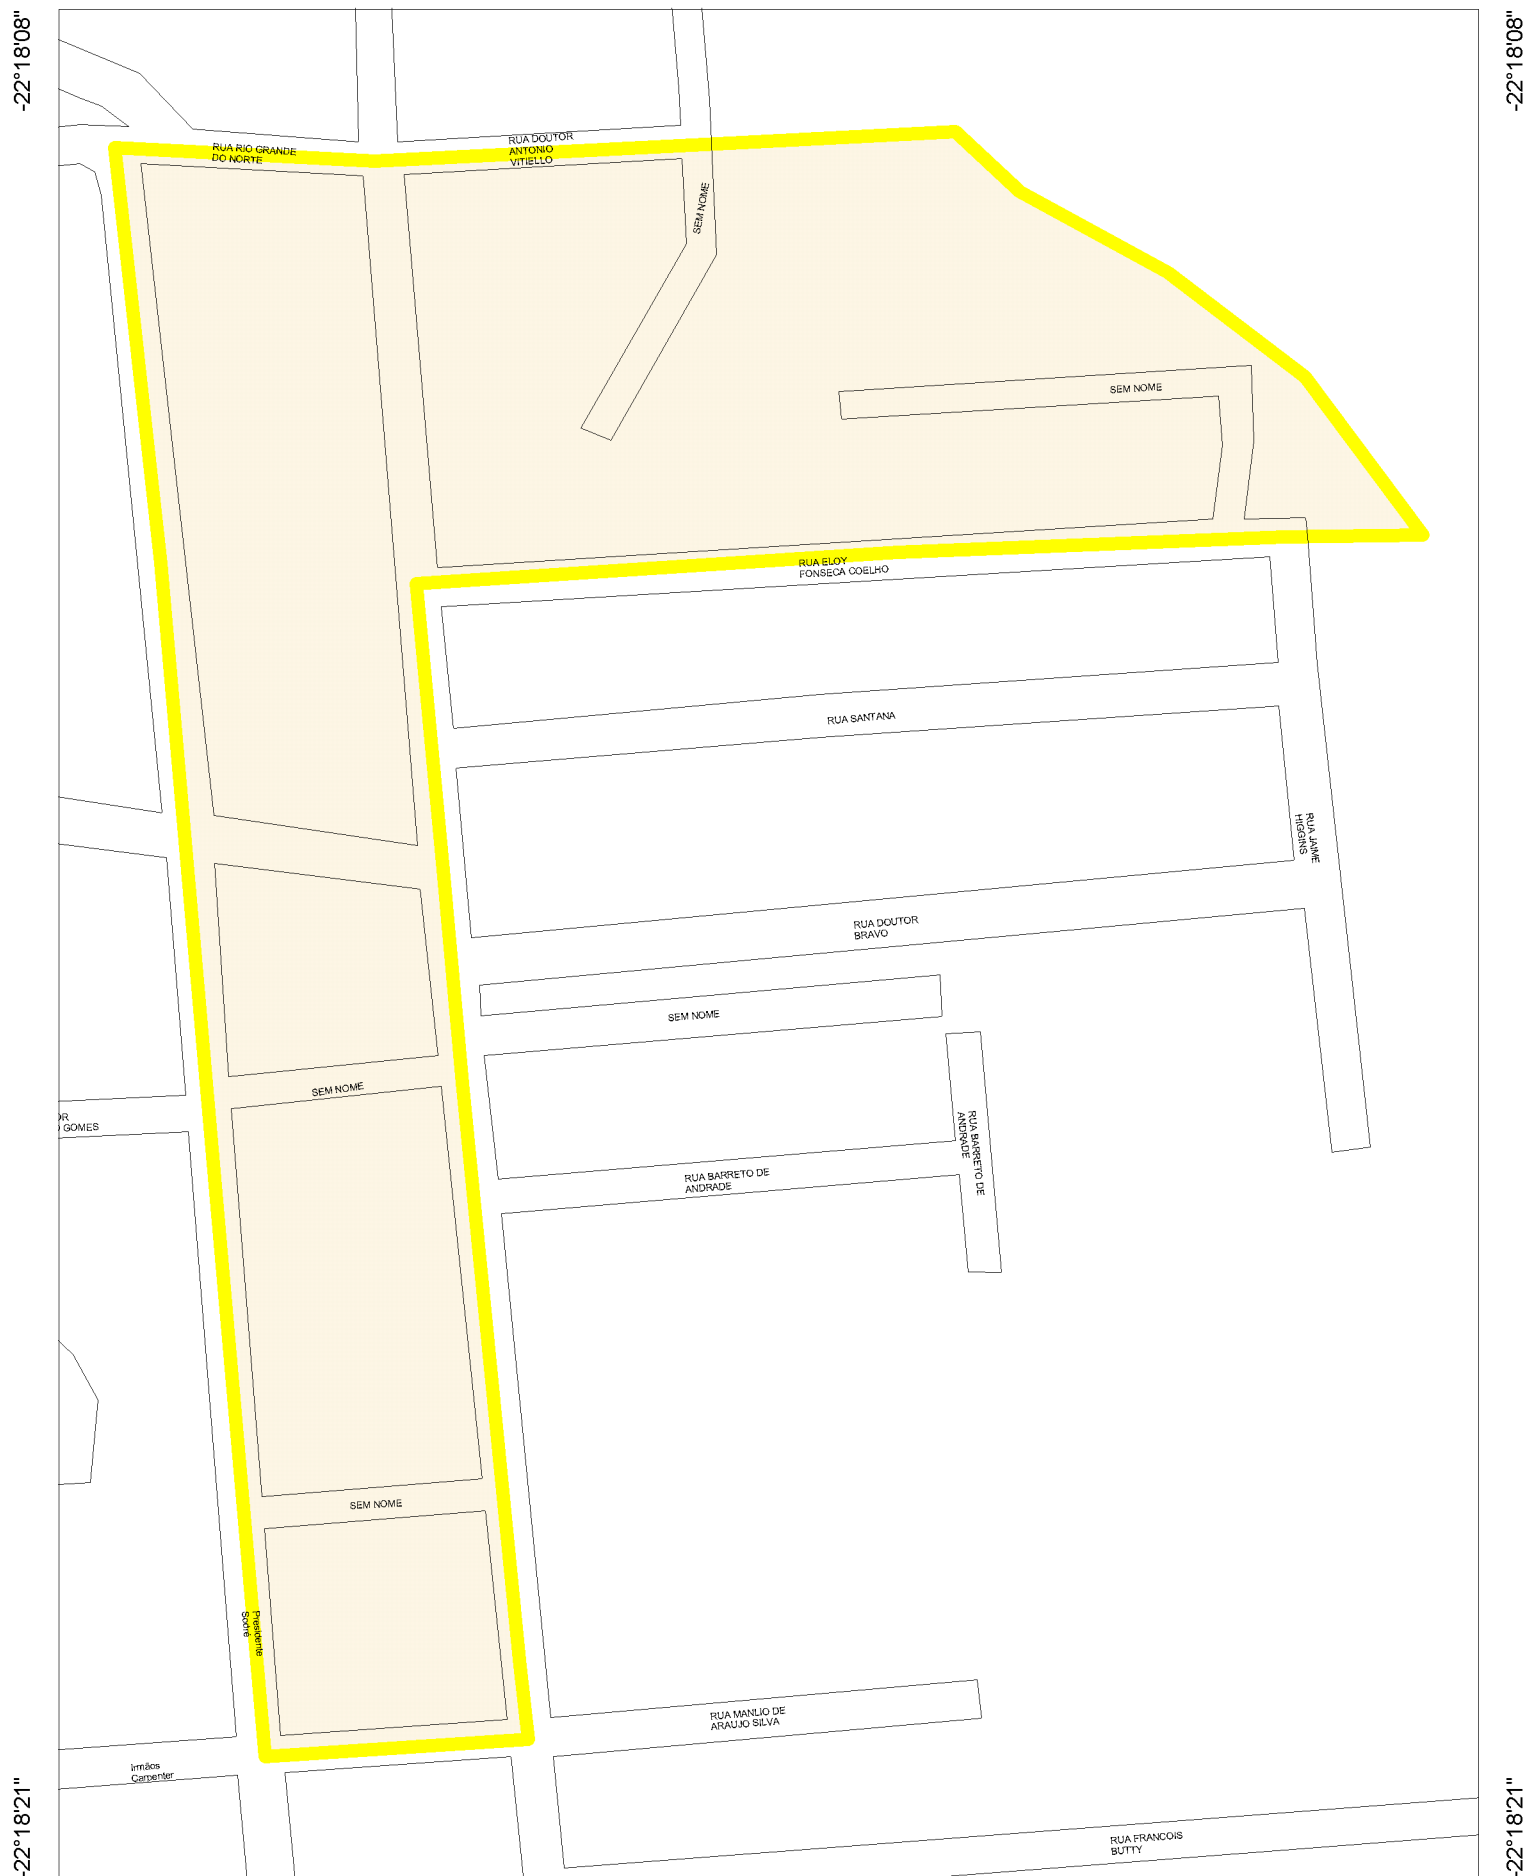 -22°18'08"
-22°18'08"
RUA RIO GRANDE
DO NORTE
RUA DOUTOR
ANTONIO
VITIELLO
SEM NOME
SEM NOME
RUA ELOY
FONSECA COELHO
RUA SANTANA
RUA JAIME
HIGGINS
RUA DOUTOR
BRAVO
SEM NOME
SEM NOME
OR
O GOMES
RUA BARRETO DE
ANDRADE
RUA BARRETO DE
ANDRADE
SEM NOME
Presidente
Sodré
RUA MANLIO DE
ARAUJO SILVA
Irmãos
Carpenter
RUA FRANCOIS
BUTTY
-22°18'21"
-22°18'21"